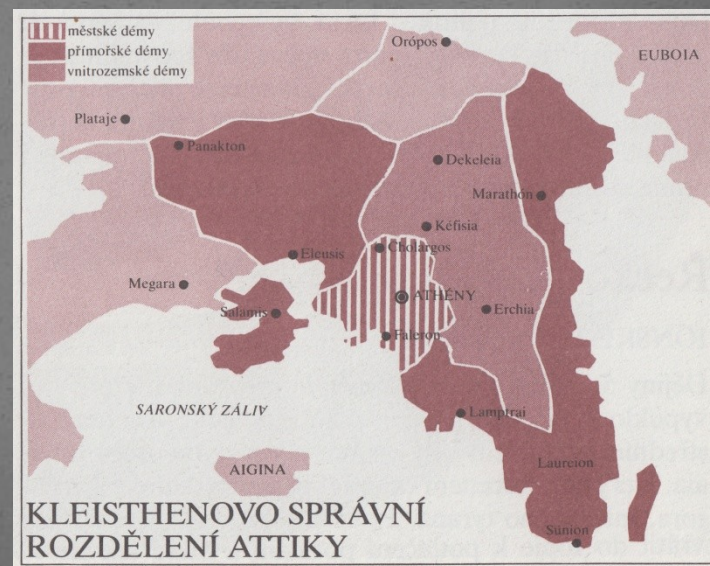 městské démy
přímořské démy
vnitrozemské démy
Orópos
EUBOIA
Plataje
Panakton
Dekeleia
Marathón
Kéfisia
Cholargos
Eleusis
Megara
ATHÉNY
Salamis
Erchia
Faleron
SARONSKÝ ZÁLIV
Lamptrai
AIGINA
Laureion
KLEISTHENOVO SPRÁVNÍ
ROZDĚLENÍ ATTIKY
Súnion